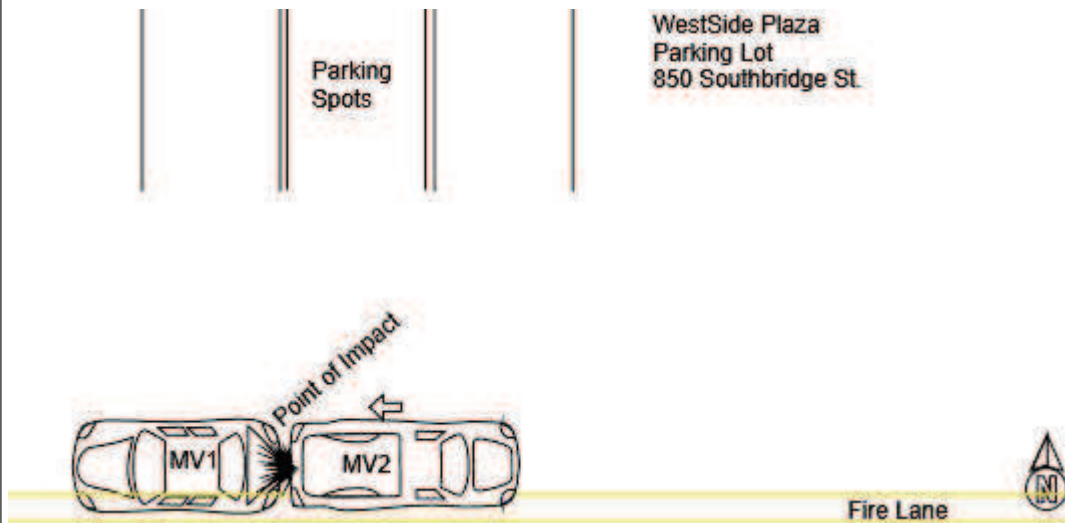 WestSide Plaza
Parking Lot
850 Southbridge St.
Parking
Spots
Point of Impact
MV1
MV2
N
Fire Lane